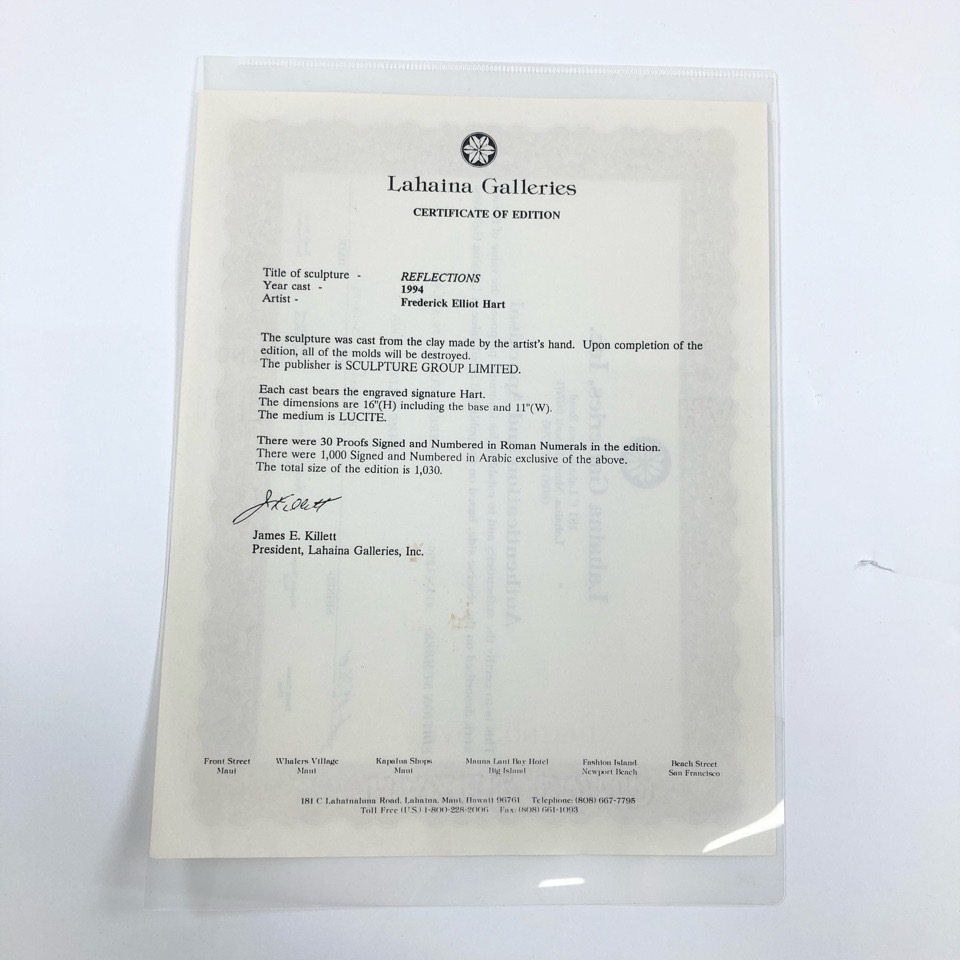 Lahaina Galleries
CERTIFICATE OF EDITION
Title of sculpture - REFLECTIONS
Year cast - 1994
Artist - Frederick Elliot Hart
The sculpture was cast from the clay made by the artist's hand. Upon completion of the
edition, all of the molds will be destroyed.
The publisher is SCULPTURE GROUP LIMITED.
Each cast bears the engraved signature Hart.
The dimensions are 16"(H) including the base and 11"(W).
The medium is LUCITE.
There were 30 Proofs Signed and Numbered in Roman Numerals in the edition.
There were 1,000 Signed and Numbered in Arabic exclusive of the above.
The total size of the edition is 1,030.
J Killett
James E. Killett
President, Lahaina Galleries, Inc.
Front Street Whalers Village Kapalua Shops Mauna Lani Bay Hotel Fashion Island Beach Street
Maui Maui Maui Big Island Newport Beach San Francisco
181 C Lahainaluna Road, Lahaina, Maui, Hawaii 96761 Telephone: (808) 667-7795
Toll Free (U.S.) 1-800-228-2006 Fax: (808) 661-1093